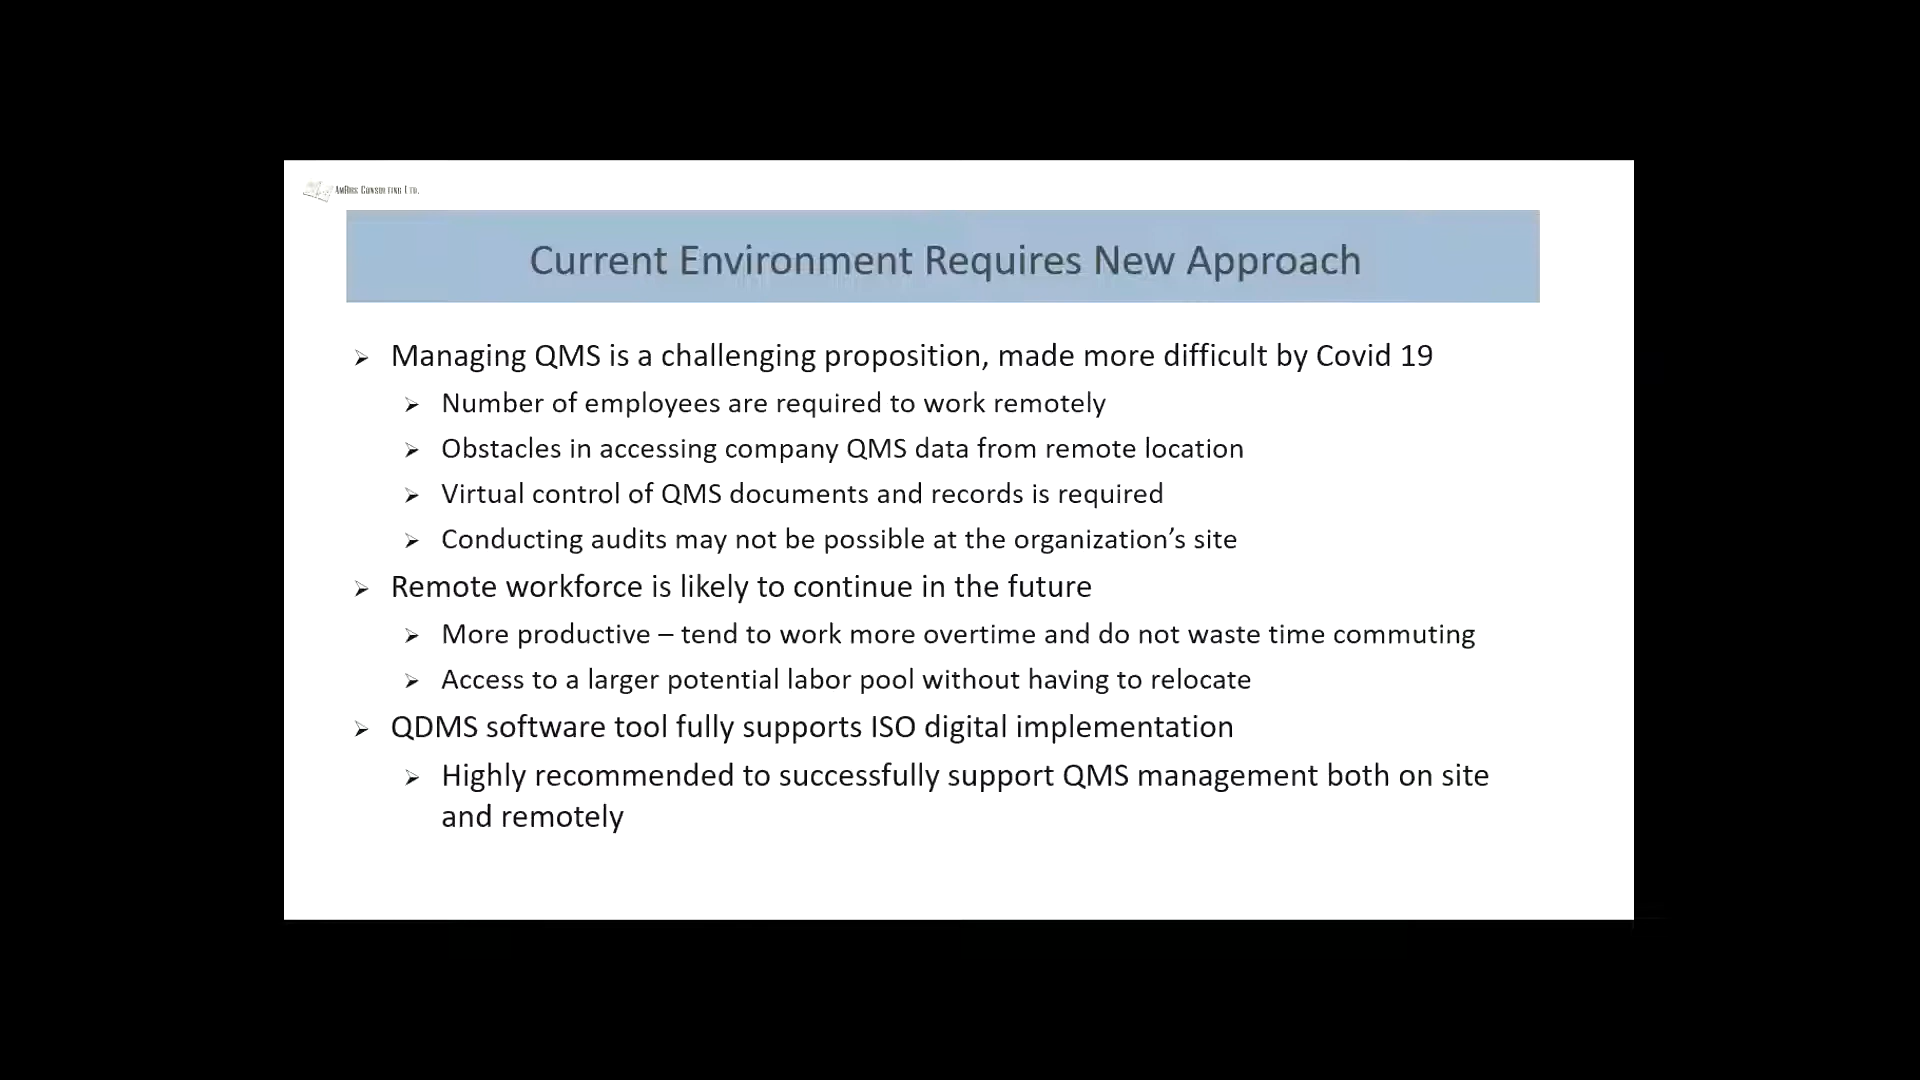 Consulting Ltd.
Current Environment Requires New Approach
Managing QMS is a challenging proposition, made more difficult by Covid 19
Number of employees are required to work remotely
Obstacles in accessing company QMS data from remote location
Virtual control of QMS documents and records is required
Conducting audits may not be possible at the organization’s site
Remote workforce is likely to continue in the future
More productive – tend to work more overtime and do not waste time commuting
Access to a larger potential labor pool without having to relocate
QDMS software tool fully supports ISO digital implementation
Highly recommended to successfully support QMS management both on site
and remotely